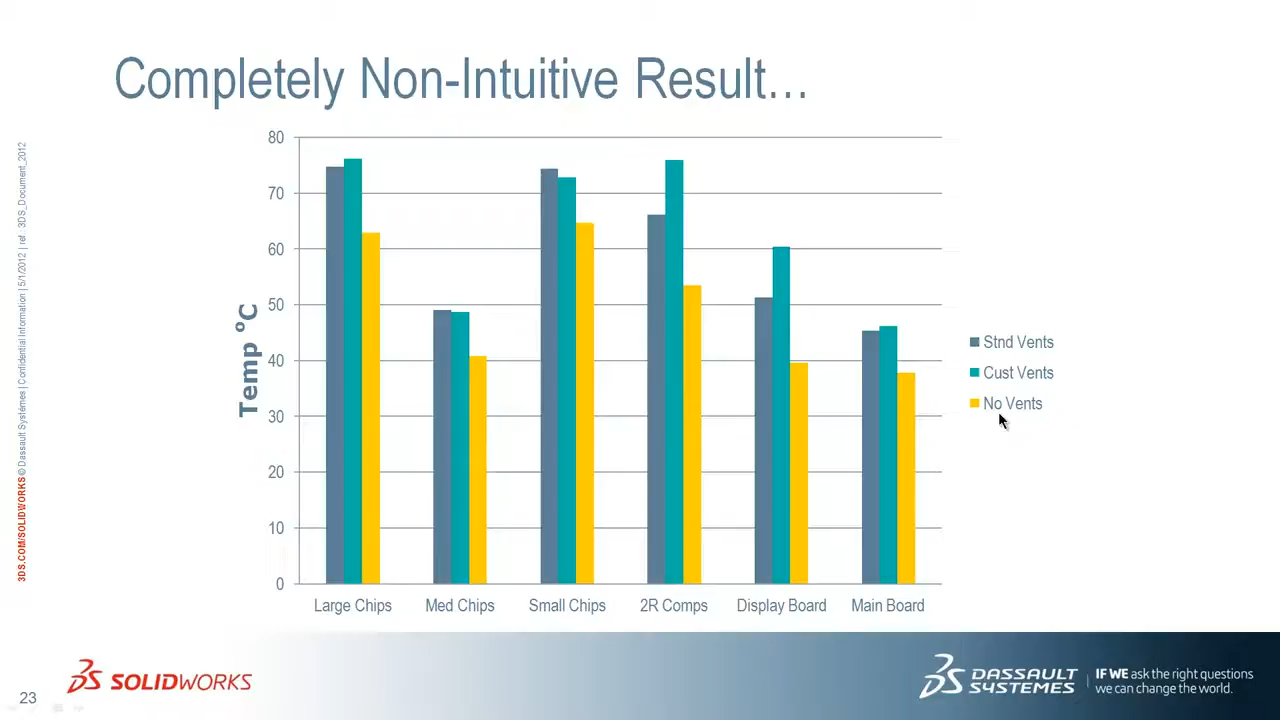 Completely Non-Intuitive Result…
3DS.COM/SOLIDWORKS © Dassault Systèmes | Confidential Information | 5/1/2012 | ref.: 3DS_Document_2012
Temp ºC
80
70
60
50
40
30
20
10
0
Large Chips
Med Chips
Small Chips
2R Comps
Display Board
Main Board
Stnd Vents
Cust Vents
No Vents
23
SOLIDWORKS
DASSAULT
SYSTEMES
IF WE ask the right questions
we can change the world.